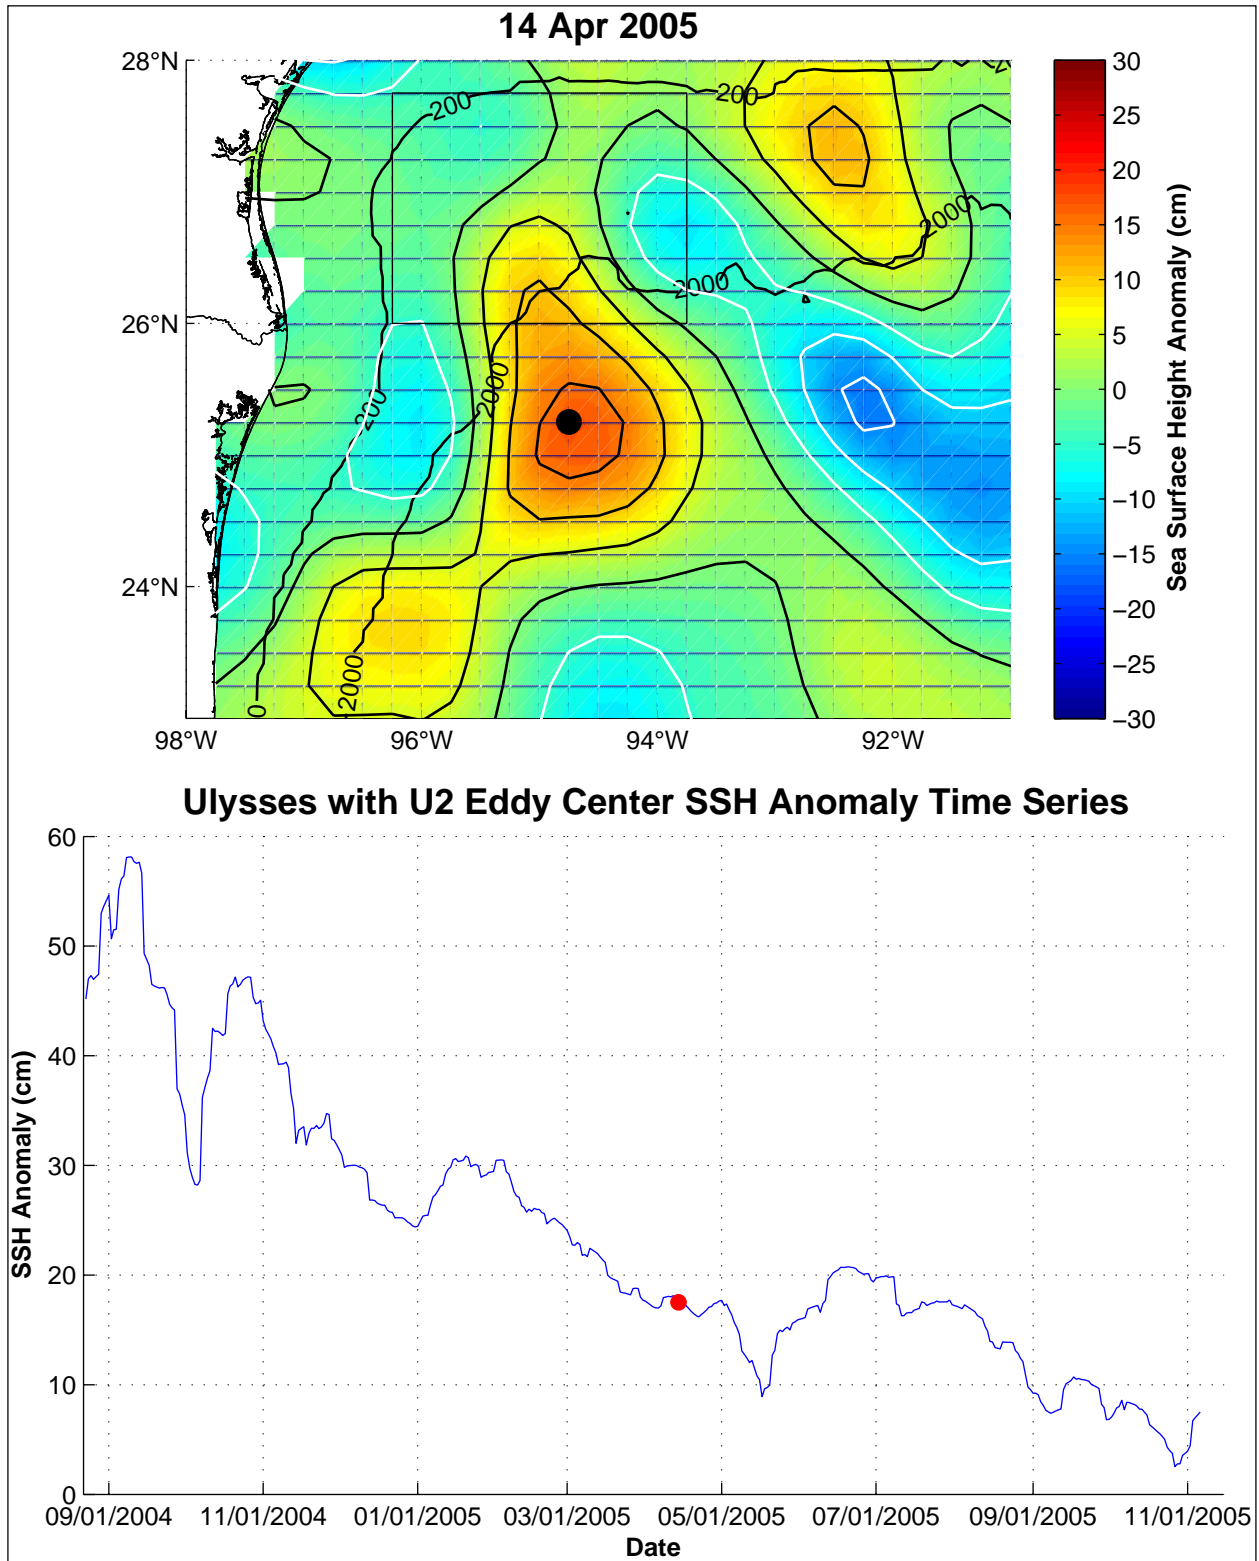 14 Apr 2005
28°N
26°N
24°N
98°W 96°W 94°W 92°W
200
200
2000
2000
2000
200
2000
0
30
25
20
15
10
5
0
−5
−10
−15
−20
−25
−30
Sea Surface Height Anomaly (cm)
Ulysses with U2 Eddy Center SSH Anomaly Time Series
60
50
40
30
20
10
0
SSH Anomaly (cm)
09/01/2004 11/01/2004 01/01/2005 03/01/2005 05/01/2005 07/01/2005 09/01/2005 11/01/2005
Date